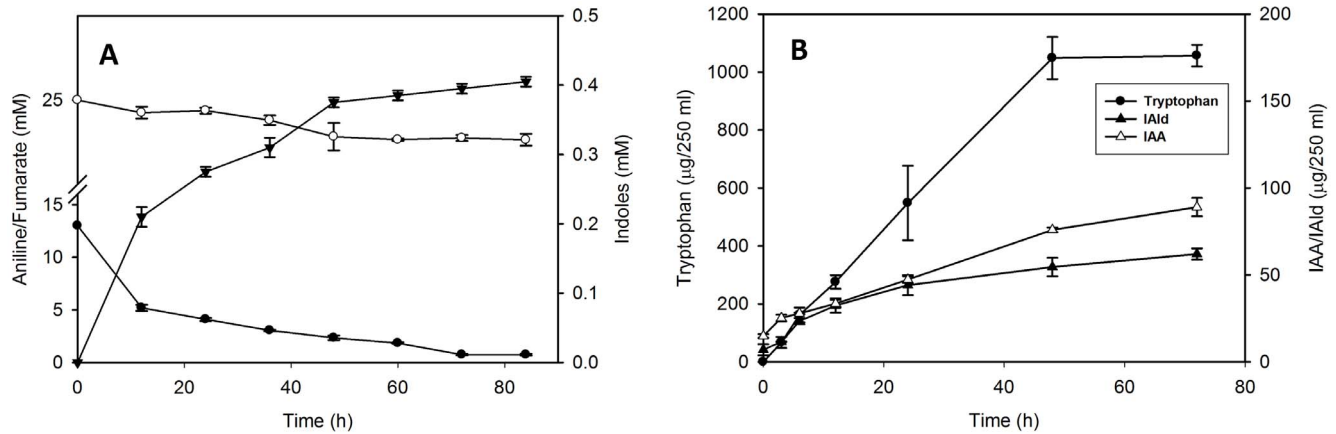 A
Aniline/Fumarate (mM)
25
15
10
5
0
0.5
0.4
0.3
0.2
0.1
0.0
Indoles (mM)
0 20 40 60 80
Time (h)
B
Tryptophan (µg/250 ml)
1200
1000
800
600
400
200
0
Tryptophan
IAld
IAA
200
150
100
50
0
IAA/IAld (µg/250 ml)
0 20 40 60 80
Time (h)